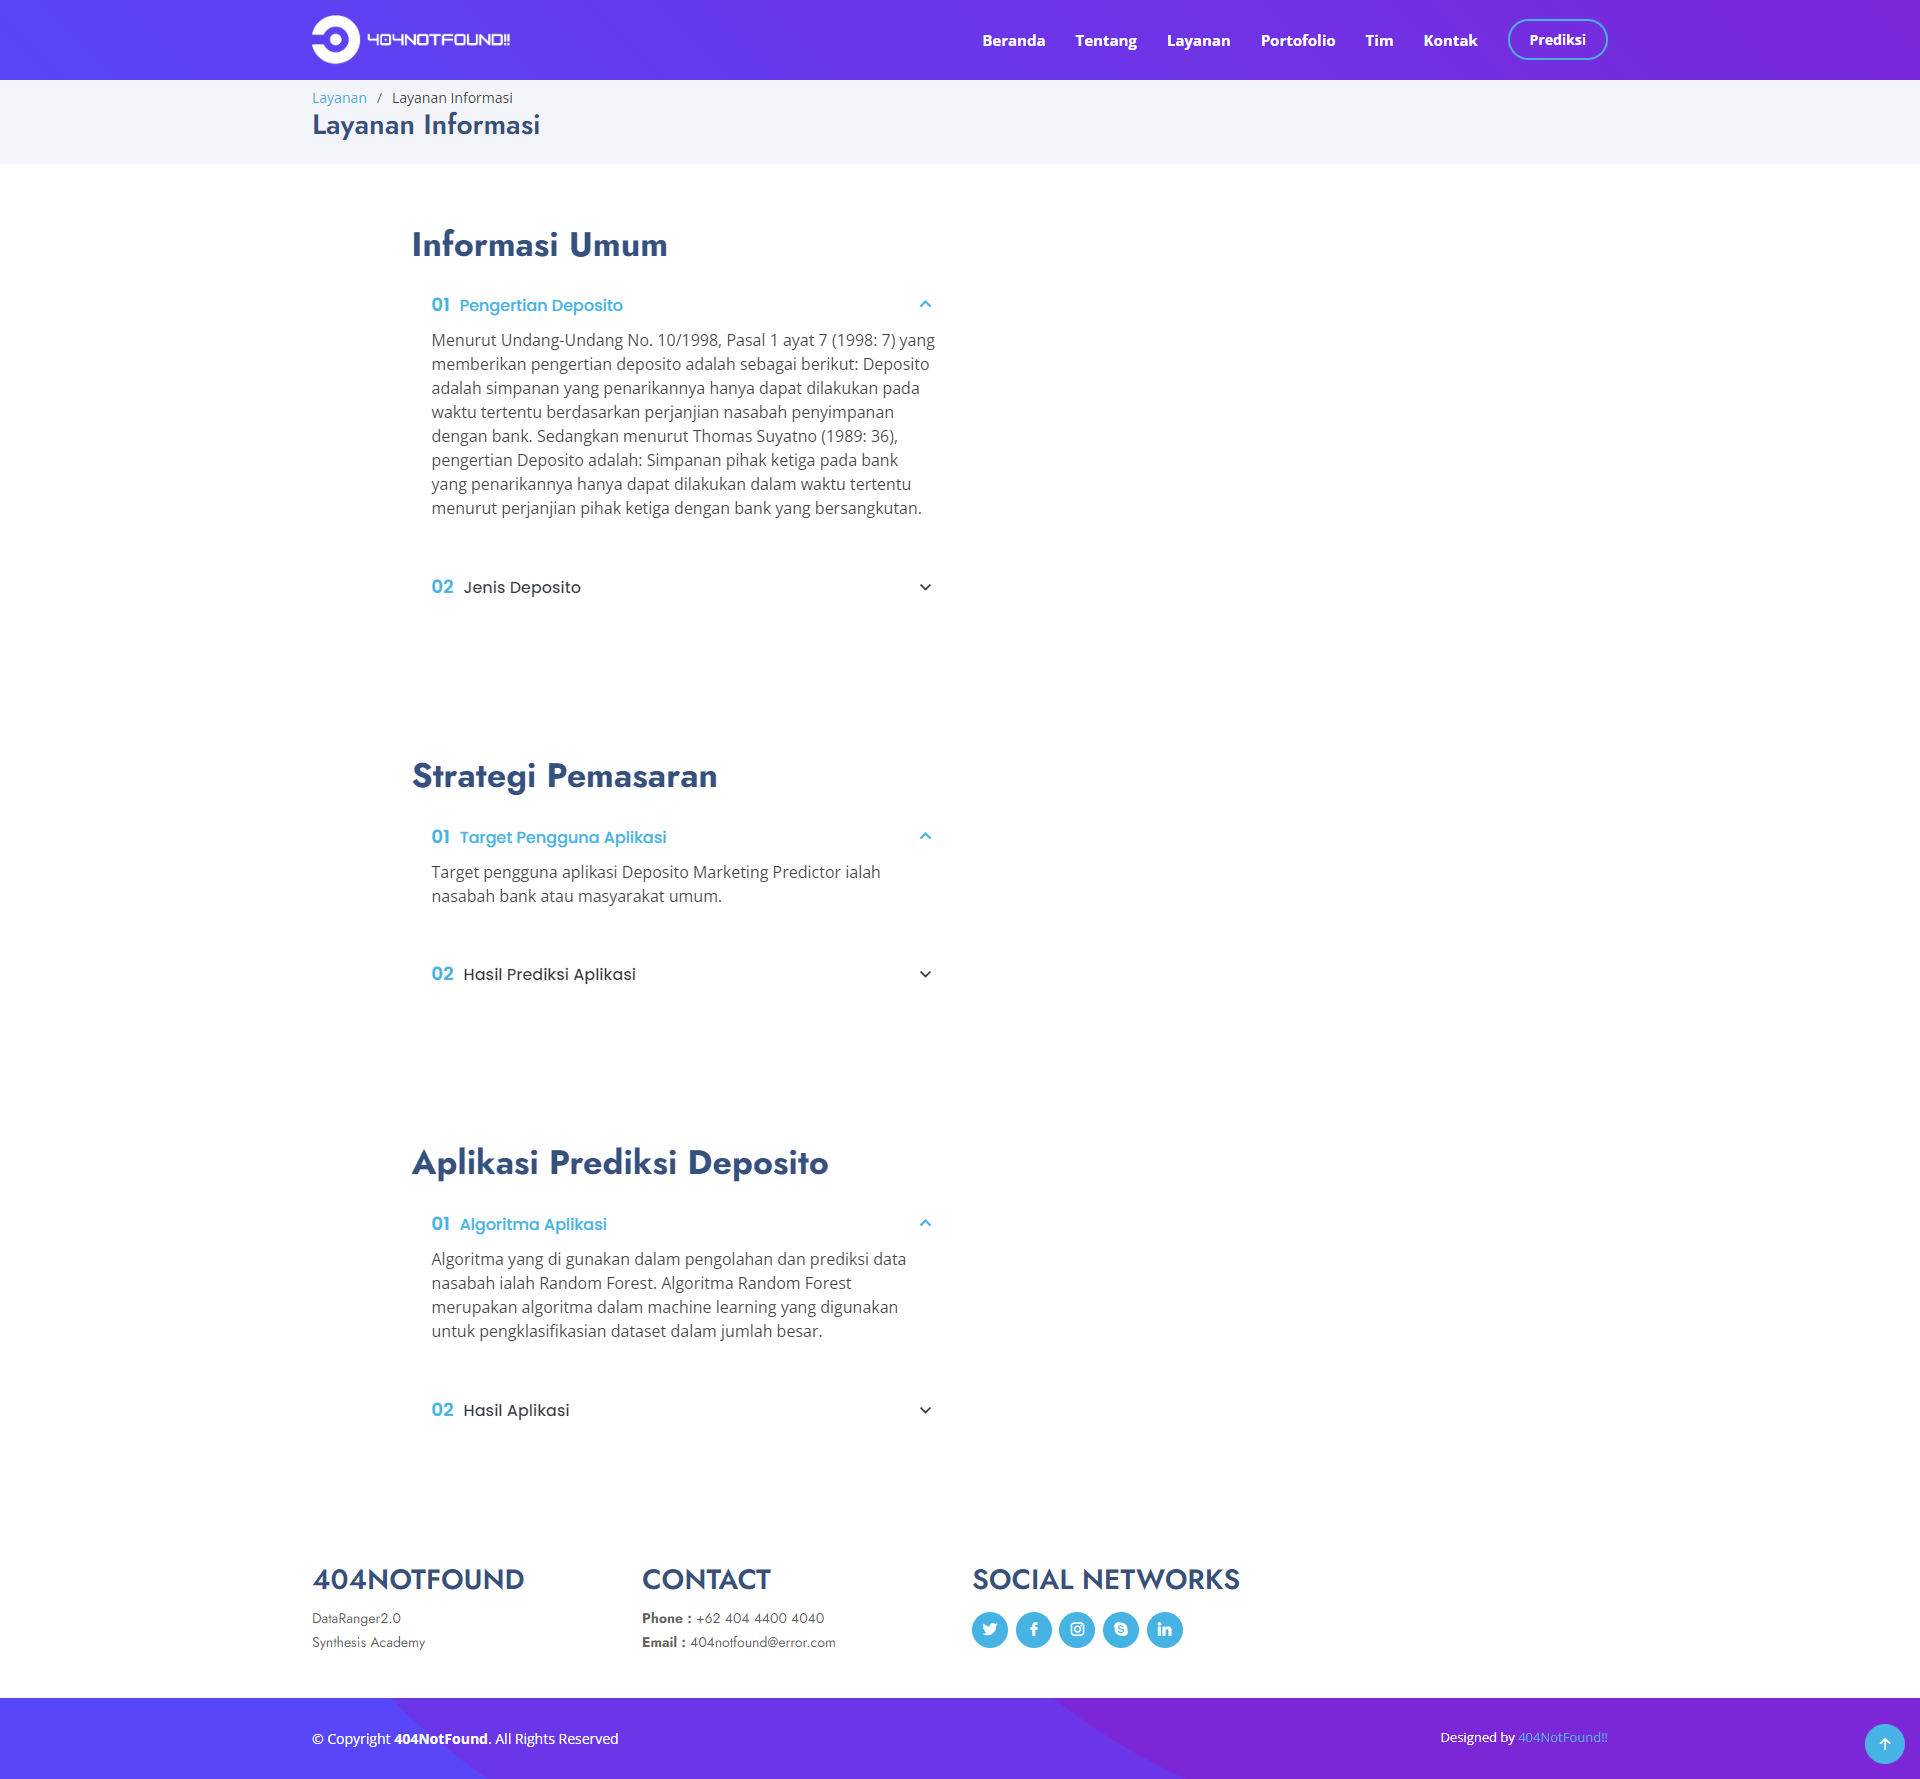 404NOTFOUND!!
Beranda Tentang Layanan Portofolio Tim Kontak Prediksi
Layanan / Layanan Informasi
Layanan Informasi
Informasi Umum
01 Pengertian Deposito
Menurut Undang-Undang No. 10/1998, Pasal 1 ayat 7 (1998: 7) yang
memberikan pengertian deposito adalah sebagai berikut: Deposito
adalah simpanan yang penarikannya hanya dapat dilakukan pada
waktu tertentu berdasarkan perjanjian nasabah penyimpanan
dengan bank. Sedangkan menurut Thomas Suyatno (1989: 36),
pengertian Deposito adalah: Simpanan pihak ketiga pada bank
yang penarikannya hanya dapat dilakukan dalam waktu tertentu
menurut perjanjian pihak ketiga dengan bank yang bersangkutan.
02 Jenis Deposito
Strategi Pemasaran
01 Target Pengguna Aplikasi
Target pengguna aplikasi Deposito Marketing Predictor ialah
nasabah bank atau masyarakat umum.
02 Hasil Prediksi Aplikasi
Aplikasi Prediksi Deposito
01 Algoritma Aplikasi
Algoritma yang di gunakan dalam pengolahan dan prediksi data
nasabah ialah Random Forest. Algoritma Random Forest
merupakan algoritma dalam machine learning yang digunakan
untuk pengklasifikasian dataset dalam jumlah besar.
02 Hasil Aplikasi
404NOTFOUND
DataRanger2.0
Synthesis Academy
CONTACT
Phone : +62 404 4400 4040
Email : 404notfound@error.com
SOCIAL NETWORKS
© Copyright 404NotFound. All Rights Reserved
Designed by 404NotFound!!